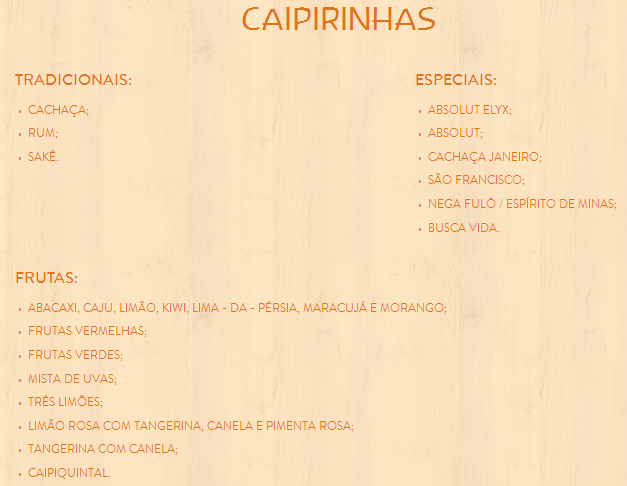 CAIPIRINHAS
TRADICIONAIS:
• CACHAÇA;
• RUM;
• SAKÊ.
ESPECIAIS:
• ABSOLUT ELYX;
• ABSOLUT;
• CACHAÇA JANEIRO;
• SÃO FRANCISCO;
• NEGA FULÔ / ESPÍRITO DE MINAS;
• BUSCA VIDA.
FRUTAS:
• ABACAXI, CAJU, LIMÃO, KIWI, LIMA - DA - PÉRSIA, MARACUJÁ E MORANGO;
• FRUTAS VERMELHAS;
• FRUTAS VERDES;
• MISTA DE UVAS;
• TRÊS LIMÕES;
• LIMÃO ROSA COM TANGERINA, CANELA E PIMENTA ROSA;
• TANGERINA COM CANELA;
• CAIPIQUINTAL.